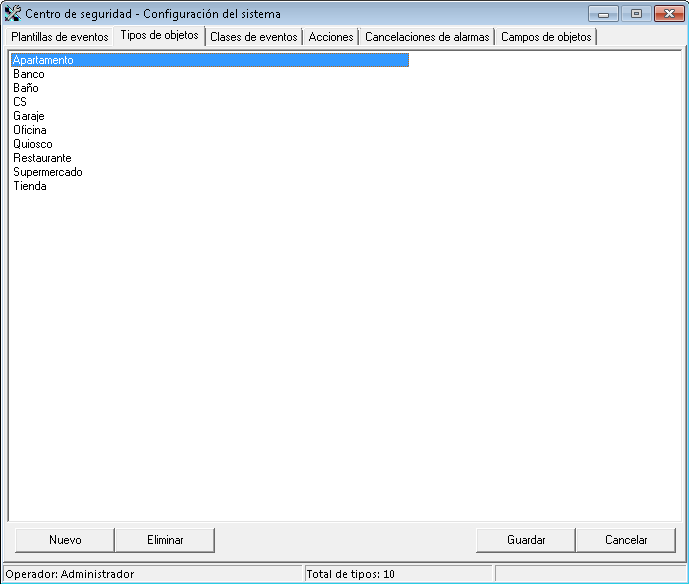 Centro de seguridad - Configuración del sistema
Plantillas de eventos Tipos de objetos Clases de eventos Acciones Cancelaciones de alarmas Campos de objetos
Apartamento
Banco
Baño
CS
Garaje
Oficina
Quiosco
Restaurante
Supermercado
Tienda
Nuevo Eliminar Guardar Cancelar
Operador: Administrador Total de tipos: 10